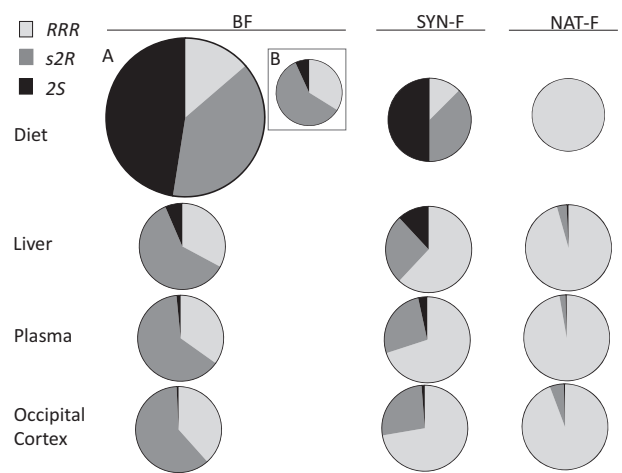 BF SYN-F NAT-F
RRR
s2R
2S
A
B
Diet
Liver
Plasma
Occipital
Cortex